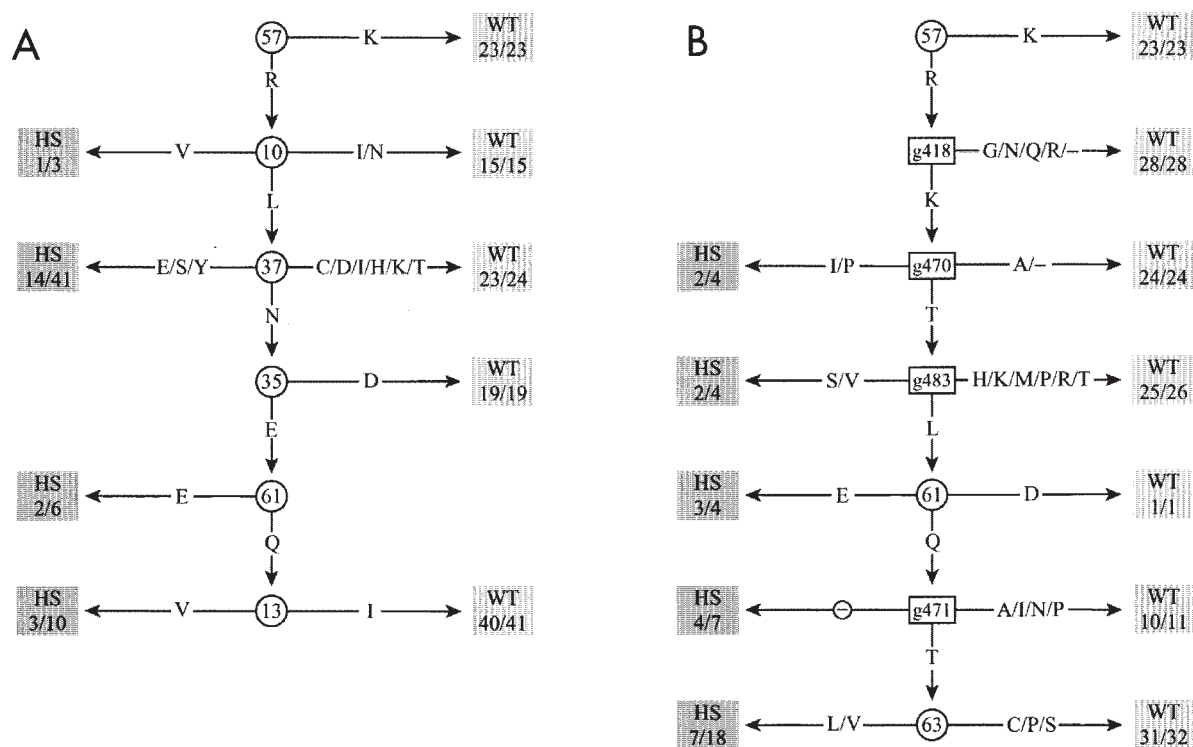 A
57
K
WT
23/23
R
HS
1/3
V
10
I/N
WT
15/15
L
HS
14/41
E/S/Y
37
C/D/I/H/K/T
WT
23/24
N
35
D
WT
19/19
E
HS
2/6
E
61
Q
HS
3/10
V
13
I
WT
40/41
B
57
K
WT
23/23
R
g418
G/N/Q/R/–
WT
28/28
K
HS
2/4
I/P
g470
A/–
WT
24/24
T
HS
2/4
S/V
g483
H/K/M/P/R/T
WT
25/26
L
HS
3/4
E
61
D
WT
1/1
Q
HS
4/7
–
g471
A/I/N/P
WT
10/11
T
HS
7/18
L/V
63
C/P/S
WT
31/32